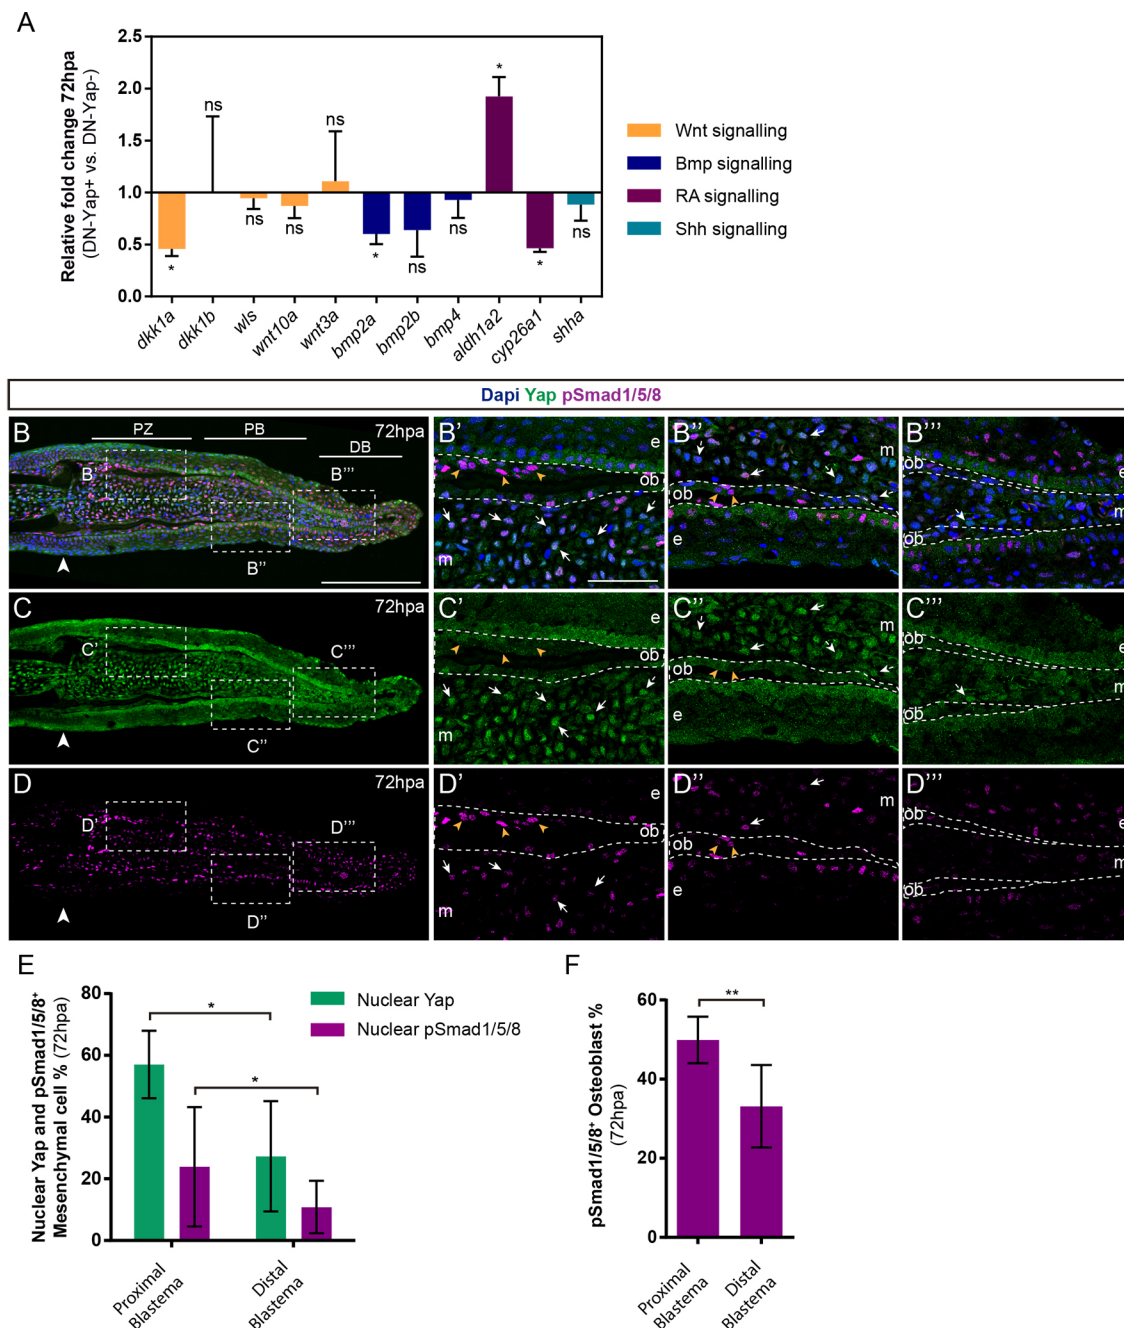 A
Relative fold change 72hpa
(DN-Yap+ vs. DN-Yap-)
2.5
2.0
1.5
1.0
0.5
0.0
*
ns
ns
ns
ns
*
ns
ns
*
*
ns
dkk1a
dkk1b
wls
wnt10a
wnt3a
bmp2a
bmp2b
bmp4
aldh1a2
cyp26a1
shha
Wnt signalling
Bmp signalling
RA signalling
Shh signalling
Dapi Yap pSmad1/5/8
B
PZ
PB
DB
72hpa
B'
B'''
B''
B'
e
ob
m
B''
m
ob
e
B'''
ob
e
m
ob
C
72hpa
C'
C'''
C''
C'
e
ob
m
C''
m
ob
e
C'''
ob
e
m
ob
D
72hpa
D'
D'''
D''
D'
e
ob
m
D''
m
ob
e
D'''
ob
e
m
ob
E
Nuclear Yap and pSmad1/5/8+
Mesenchymal cell % (72hpa)
80
60
40
20
0
*
*
Nuclear Yap
Nuclear pSmad1/5/8
Proximal
Blastema
Distal
Blastema
F
pSmad1/5/8+ Osteoblast %
(72hpa)
60
40
20
0
**
Proximal
Blastema
Distal
Blastema